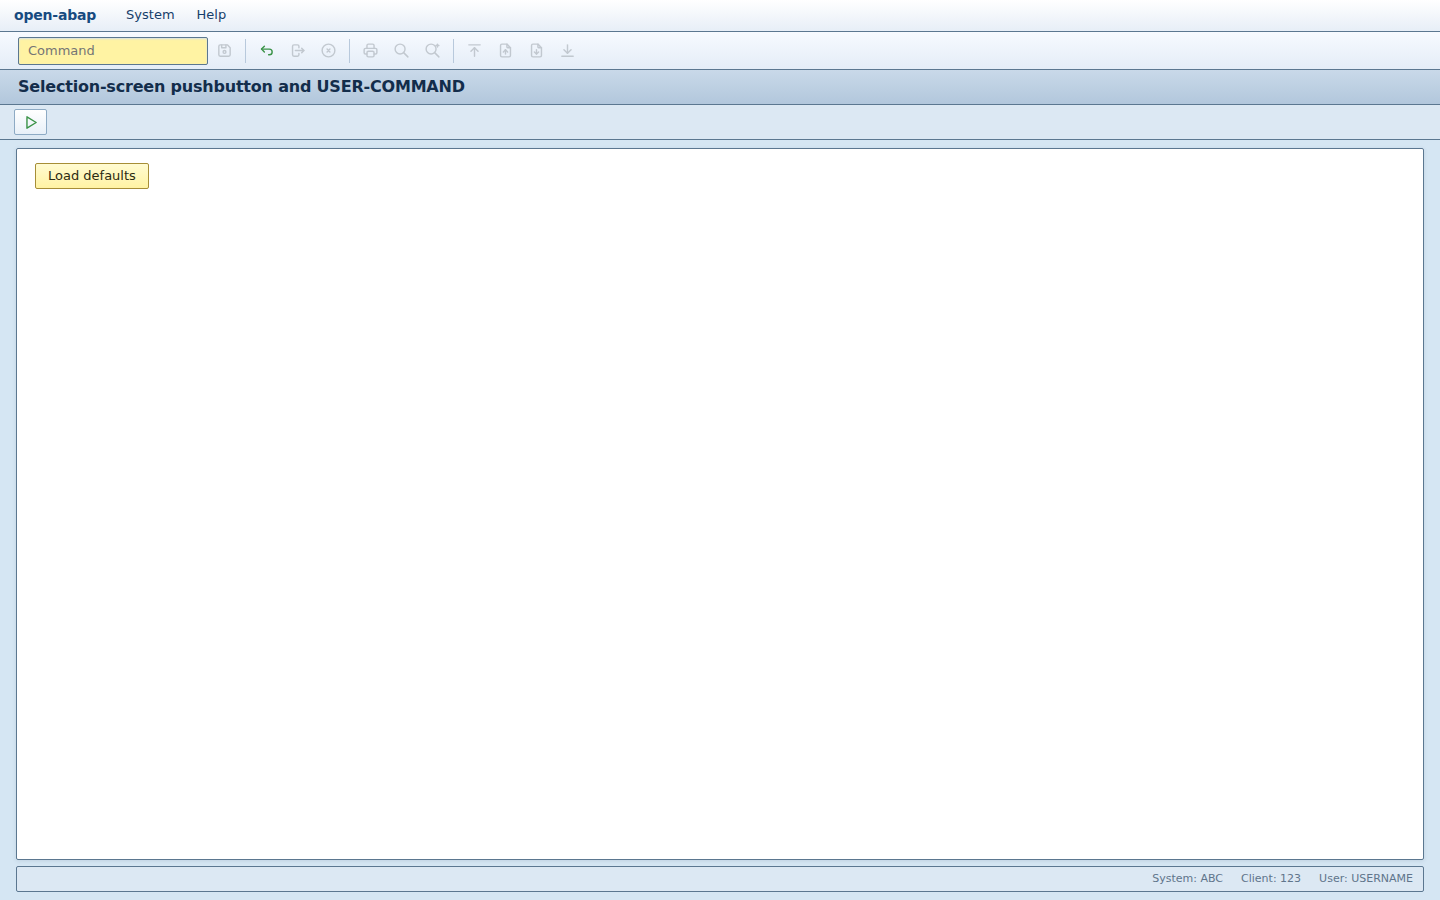 open-abap System Help
Command
Selection-screen pushbutton and USER-COMMAND
Load defaults
System: ABC Client: 123 User: USERNAME